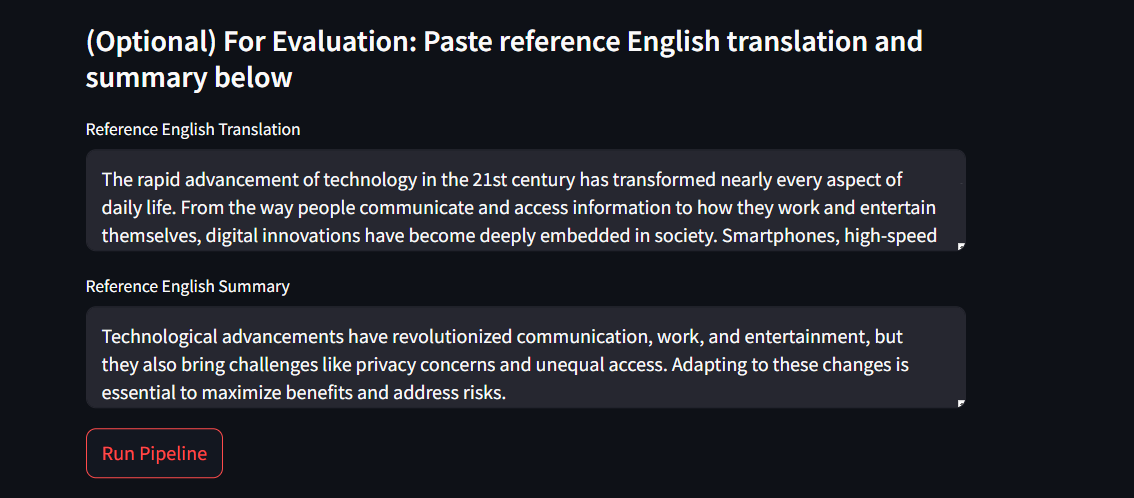 (Optional) For Evaluation: Paste reference English translation and
summary below
Reference English Translation
The rapid advancement of technology in the 21st century has transformed nearly every aspect of
daily life. From the way people communicate and access information to how they work and entertain
themselves, digital innovations have become deeply embedded in society. Smartphones, high-speed
Reference English Summary
Technological advancements have revolutionized communication, work, and entertainment, but
they also bring challenges like privacy concerns and unequal access. Adapting to these changes is
essential to maximize benefits and address risks.
Run Pipeline